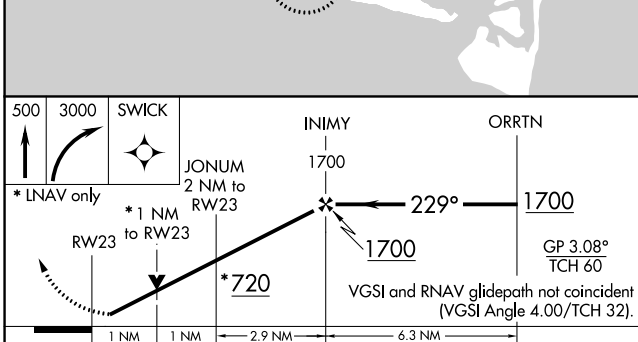 500 3000 SWICK
* LNAV only
INIMY
1700
ORRTN
JONUM
2 NM to
RW23
*1 NM
to RW23
RW23
229°
1700
1700
*720
GP 3.08°
TCH 60
VGSI and RNAV glidepath not coincident
(VGSI Angle 4.00/TCH 32).
1 NM 1 NM 2.9 NM 6.3 NM